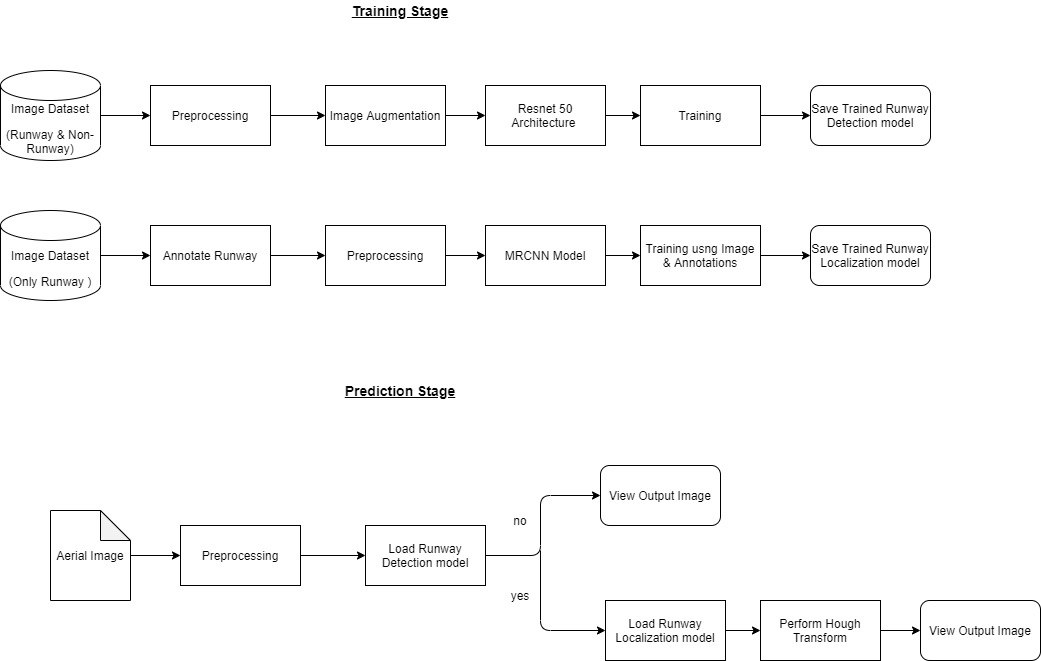 Training Stage
Image Dataset
(Runway & Non-
Runway)
Preprocessing
Image Augmentation
Resnet 50
Architecture
Training
Save Trained Runway
Detection model
Image Dataset
(Only Runway )
Annotate Runway
Preprocessing
MRCNN Model
Training usng Image
& Annotations
Save Trained Runway
Localization model
Prediction Stage
Aerial Image
Preprocessing
Load Runway
Detection model
no
View Output Image
yes
Load Runway
Localization model
Perform Hough
Transform
View Output Image